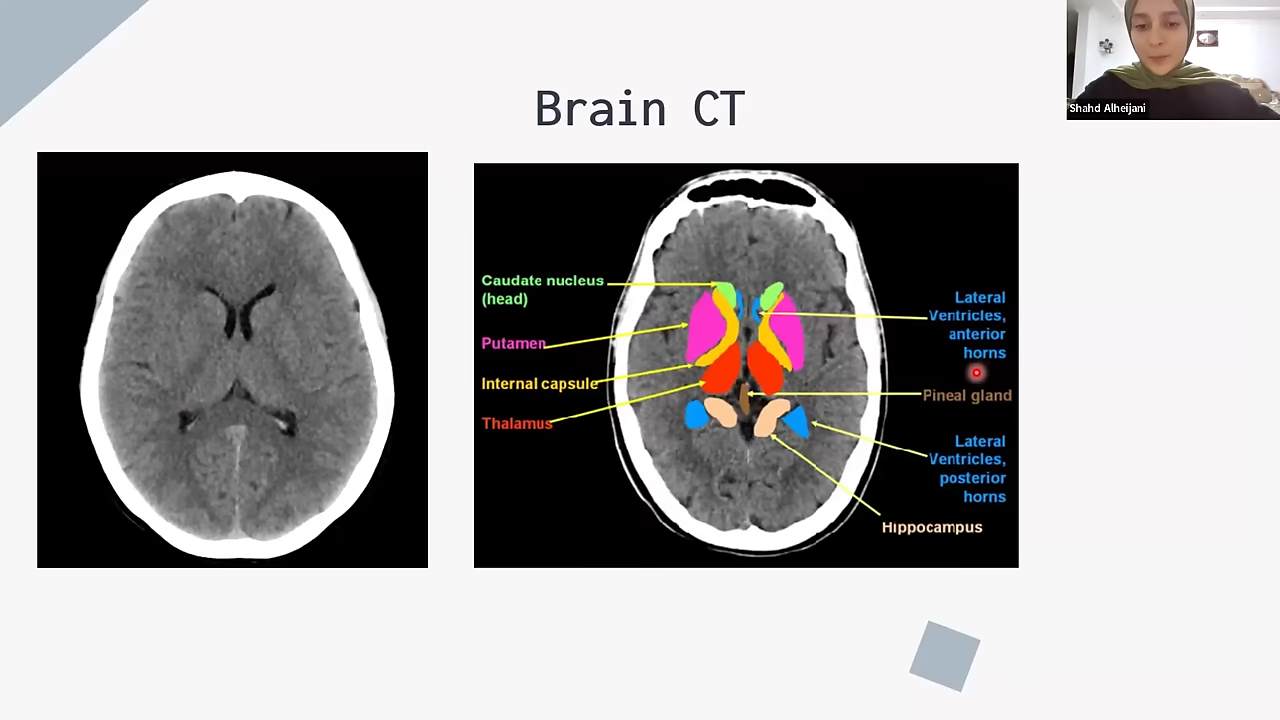 Shahd Alheijani
Brain CT
Caudate nucleus
(head)
Putamen
Internal capsule
Thalamus
Lateral
Ventricles,
anterior
horns
Pineal gland
Lateral
Ventricles,
posterior
horns
Hippocampus